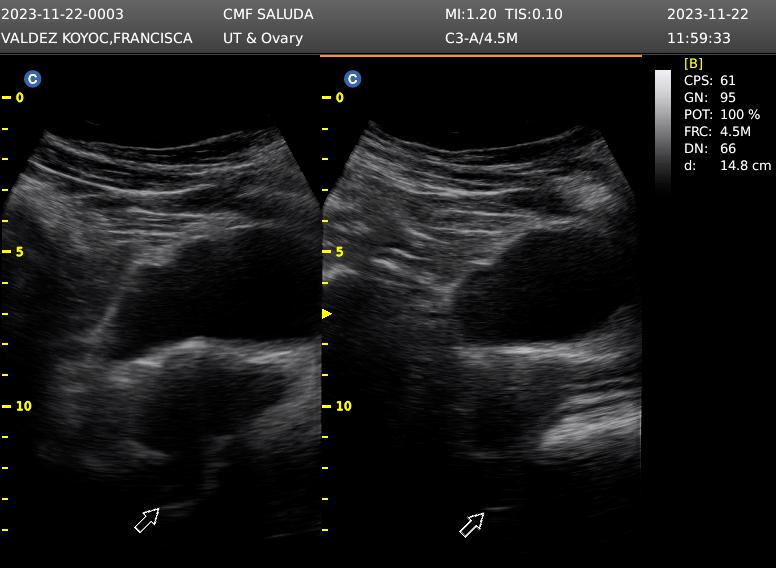 2023-11-22-0003 CMF SALUDA MI:1.20 TIS:0.10 2023-11-22
VALDEZ KOYOC,FRANCISCA UT & Ovary C3-A/4.5M 11:59:33
C C
0 0
5 5
10 10
[B]
CPS: 61
GN: 95
POT: 100 %
FRC: 4.5M
DN: 66
d: 14.8 cm